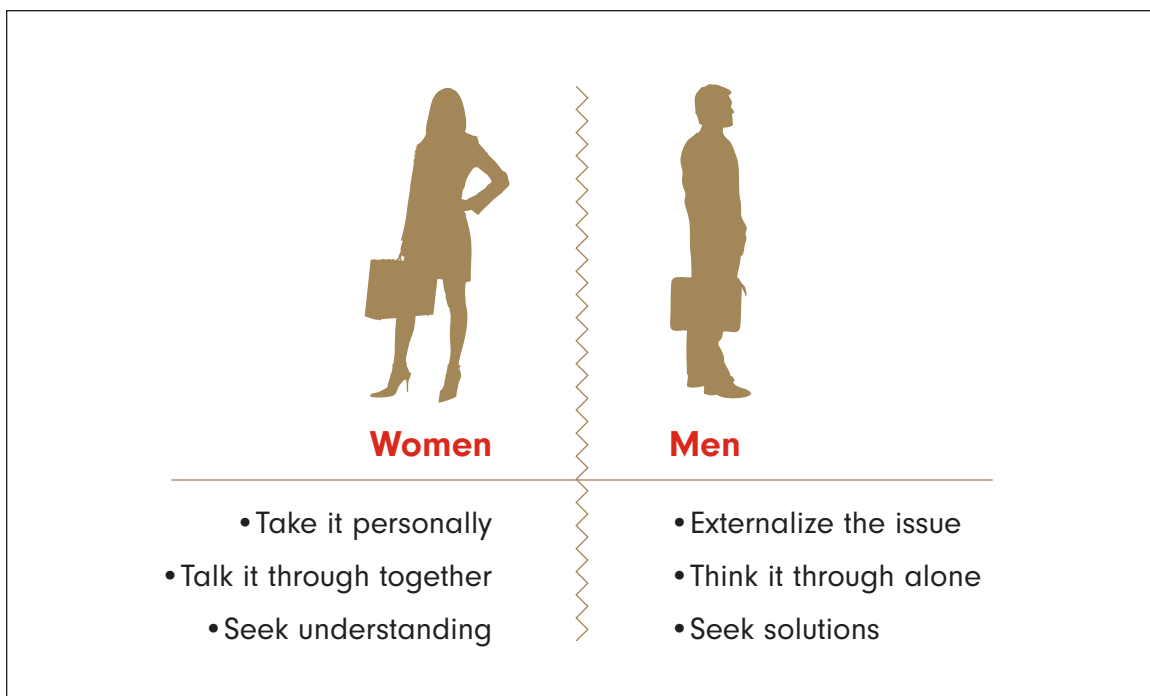 Women
• Take it personally
• Talk it through together
• Seek understanding
Men
• Externalize the issue
• Think it through alone
• Seek solutions